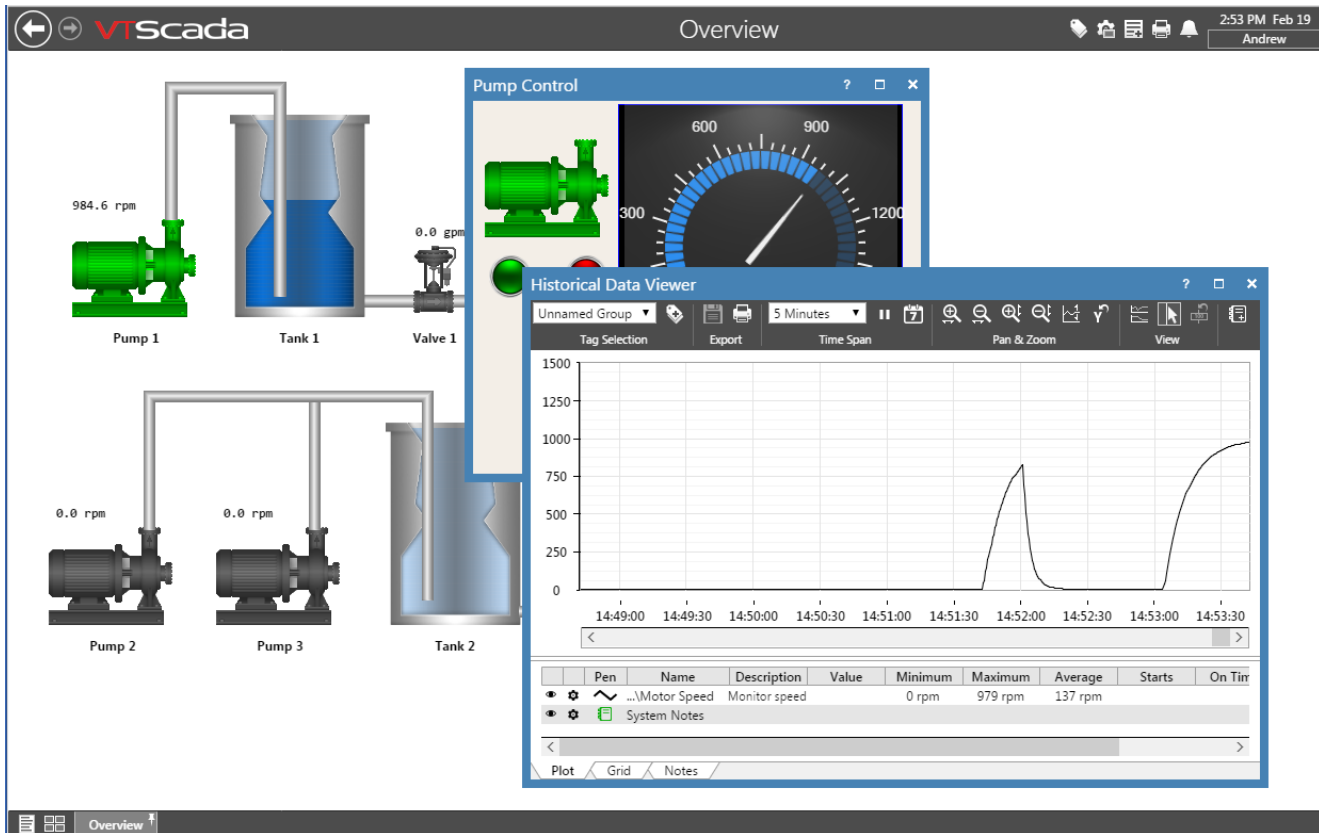 VTScada
Overview
2:53 PM Feb 19
Andrew
984.6 rpm
Pump 1
Tank 1
0.0 gpm
Valve 1
0.0 rpm
0.0 rpm
Pump 2
Pump 3
Tank 2
Pump Control
?
300
600
900
1200
Historical Data Viewer
?
Unnamed Group
5 Minutes
7
Tag Selection Export Time Span Pan & Zoom View
1500
1250
1000
750
500
250
0
14:49:00 14:49:30 14:50:00 14:50:30 14:51:00 14:51:30 14:52:00 14:52:30 14:53:00 14:53:30
Pen Name Description Value Minimum Maximum Average Starts On Tim
...\Motor Speed Monitor speed 0 rpm 979 rpm 137 rpm
System Notes
Plot Grid Notes
Overview